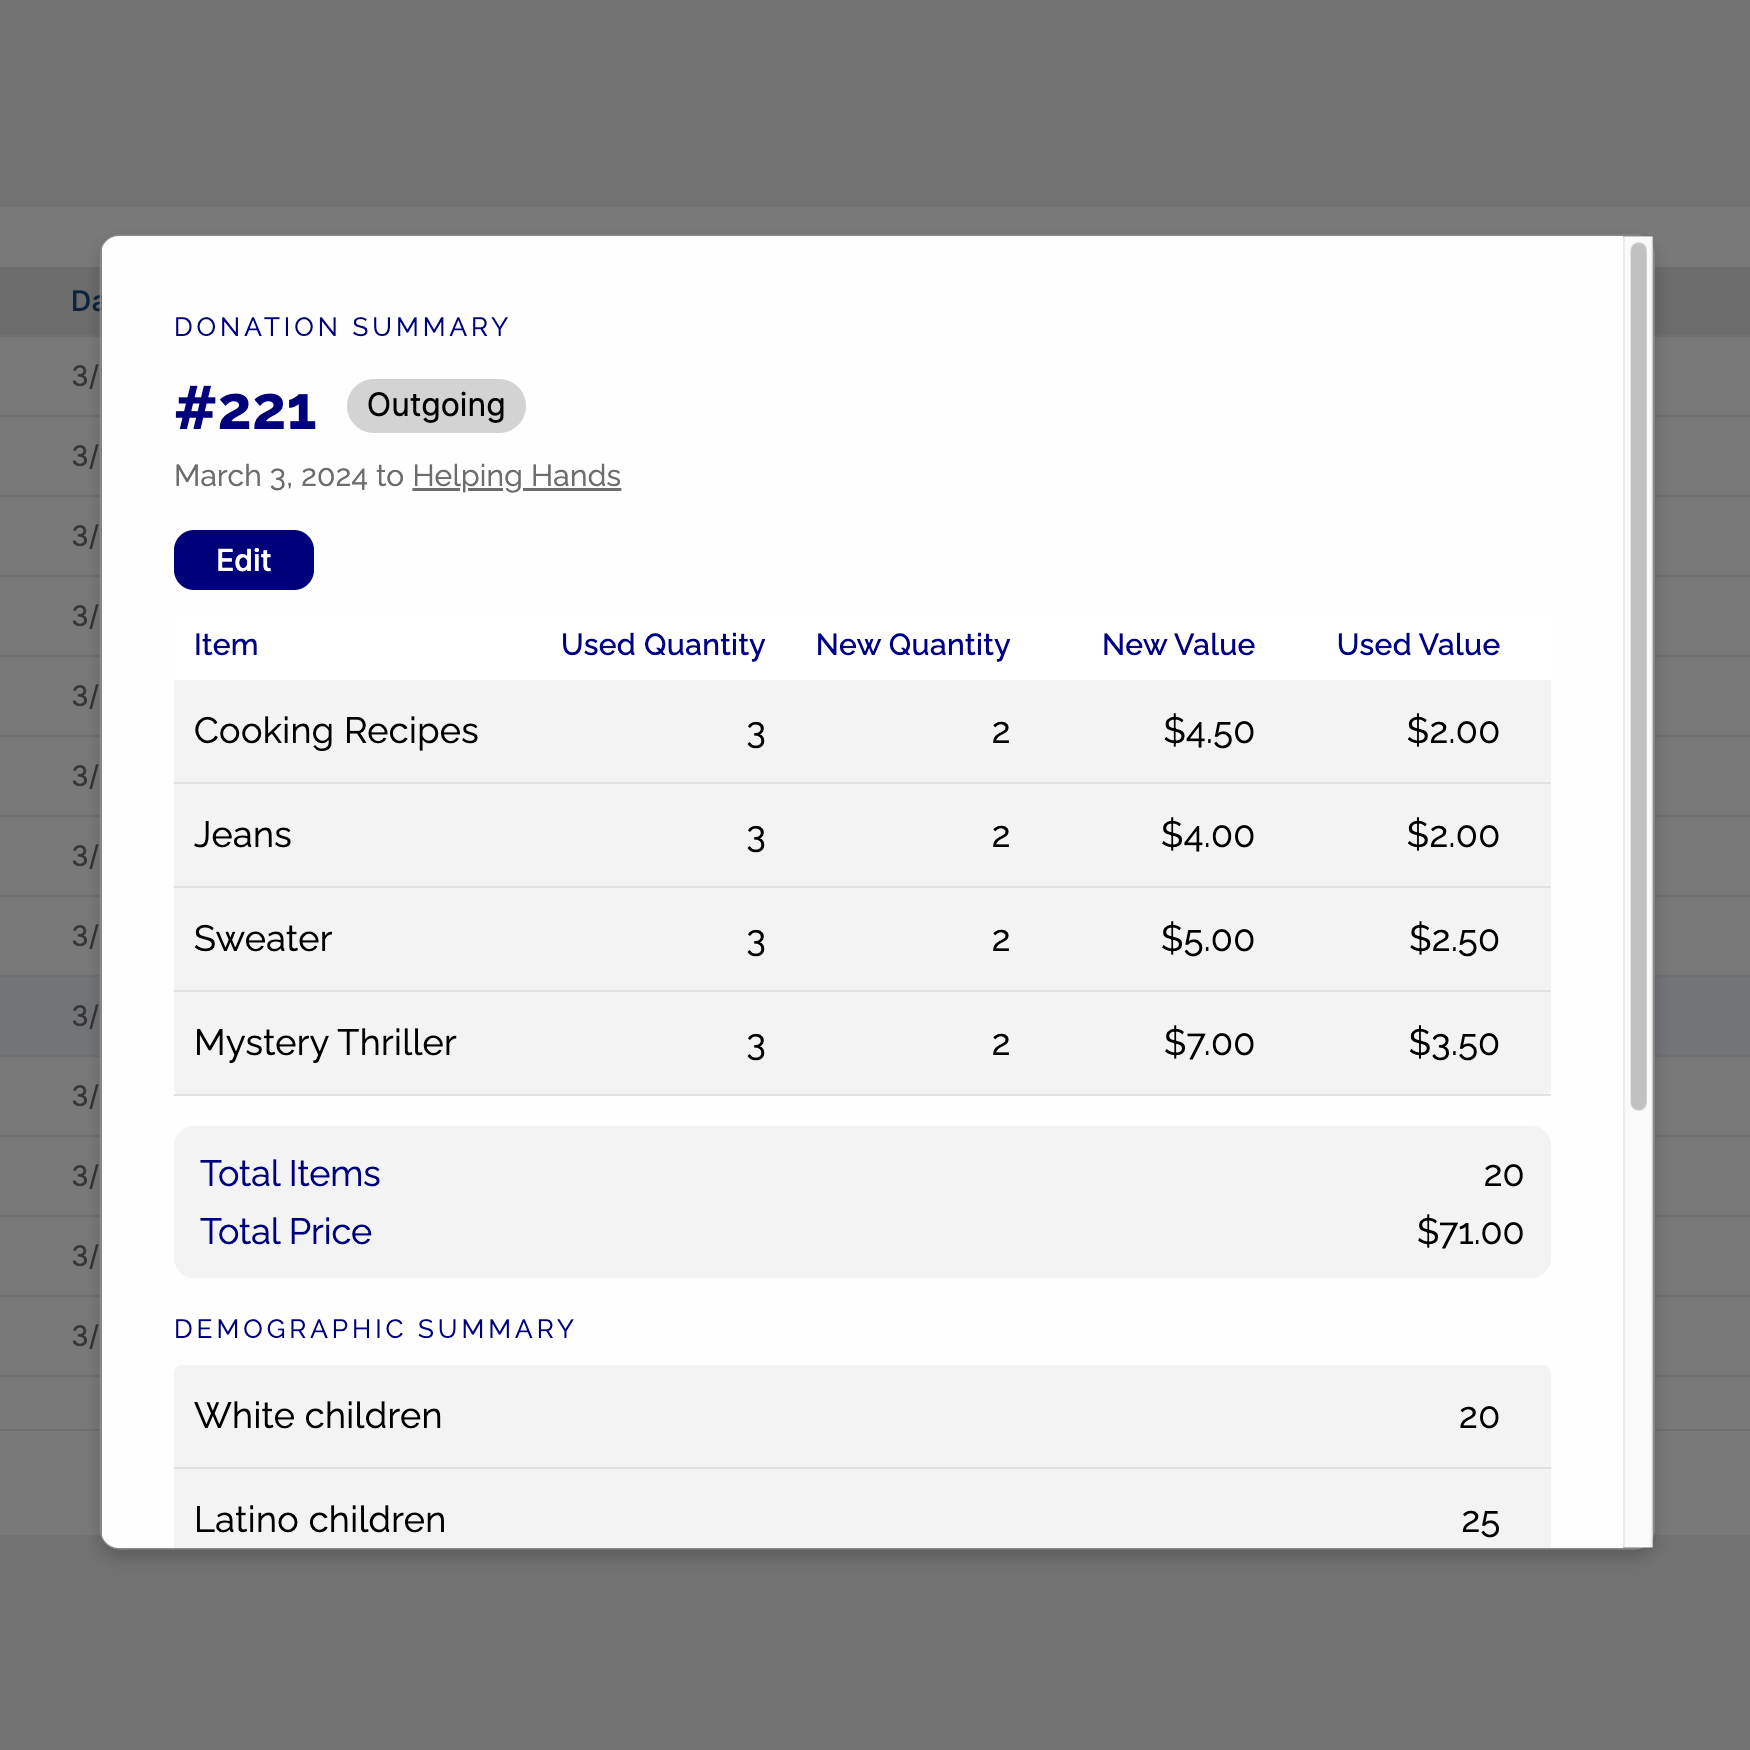 DONATION SUMMARY
#221 Outgoing
March 3, 2024 to Helping Hands
Edit
Item Used Quantity New Quantity New Value Used Value
Cooking Recipes 3 2 $4.50 $2.00
Jeans 3 2 $4.00 $2.00
Sweater 3 2 $5.00 $2.50
Mystery Thriller 3 2 $7.00 $3.50
Total Items 20
Total Price $71.00
DEMOGRAPHIC SUMMARY
White children 20
Latino children 25
Da
3/
3/
3/
3/
3/
3/
3/
3/
3/
3/
3/
3/
3/